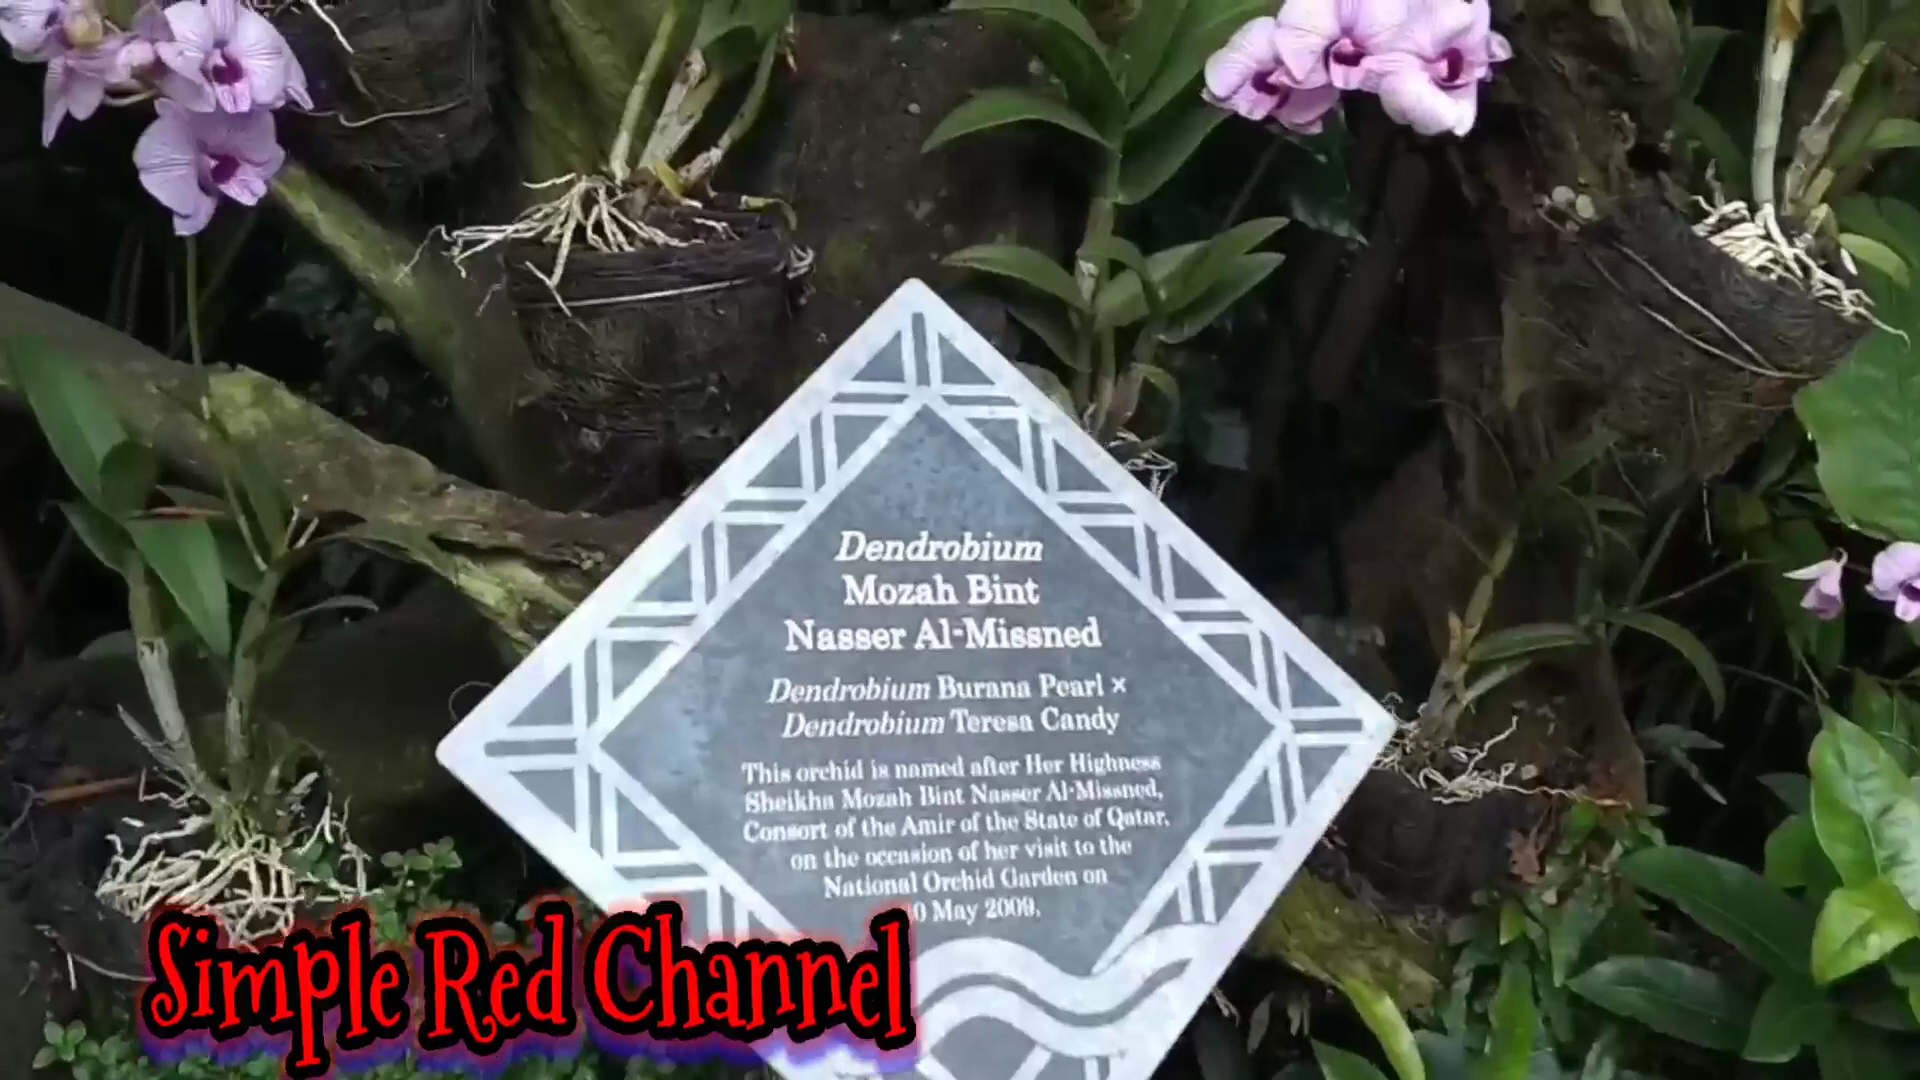 Dendrobium
Mozah Bint
Nasser Al-Missned
Dendrobium Burana Pearl ×
Dendrobium Teresa Candy
This orchid is named after Her Highness
Sheikha Mozah Bint Nasser Al-Missned,
Consort of the Amir of the State of Qatar,
on the occasion of her visit to the
National Orchid Garden on
May 2009.
Simple Red Channel